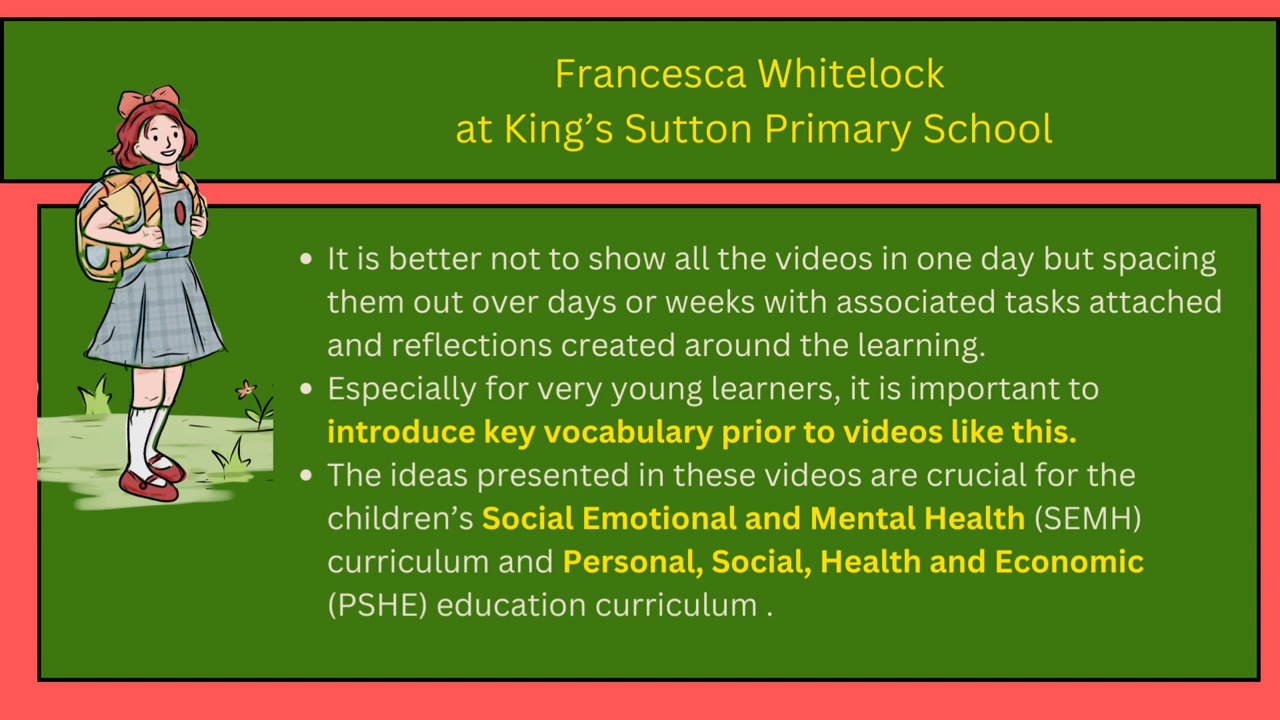 Francesca Whitelock
at King's Sutton Primary School
• It is better not to show all the videos in one day but spacing
them out over days or weeks with associated tasks attached
and reflections created around the learning.
• Especially for very young learners, it is important to
introduce key vocabulary prior to videos like this.
• The ideas presented in these videos are crucial for the
children's Social Emotional and Mental Health (SEMH)
curriculum and Personal, Social, Health and Economic
(PSHE) education curriculum .